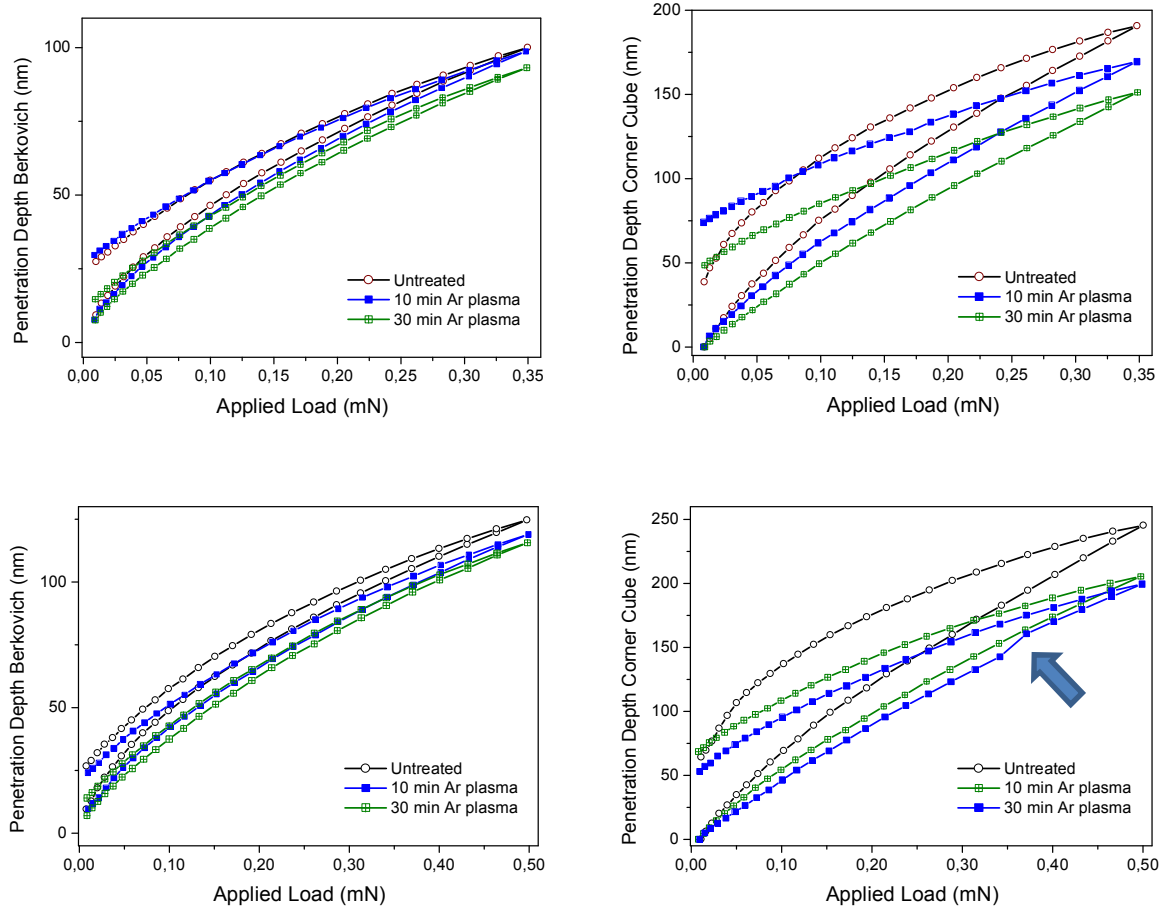 Penetration Depth Berkovich (nm)
100
50
0
0,00 0,05 0,10 0,15 0,20 0,25 0,30 0,35
Applied Load (mN)
Untreated
10 min Ar plasma
30 min Ar plasma
Penetration Depth Corner Cube (nm)
200
150
100
50
0
0,00 0,05 0,10 0,15 0,20 0,25 0,30 0,35
Applied Load (mN)
Untreated
10 min Ar plasma
30 min Ar plasma
Penetration Depth Berkovich (nm)
100
50
0
0,00 0,10 0,20 0,30 0,40 0,50
Applied Load (mN)
Untreated
10 min Ar plasma
30 min Ar plasma
Penetration Depth Corner Cube (nm)
250
200
150
100
50
0
0,00 0,10 0,20 0,30 0,40 0,50
Applied Load (mN)
Untreated
10 min Ar plasma
30 min Ar plasma